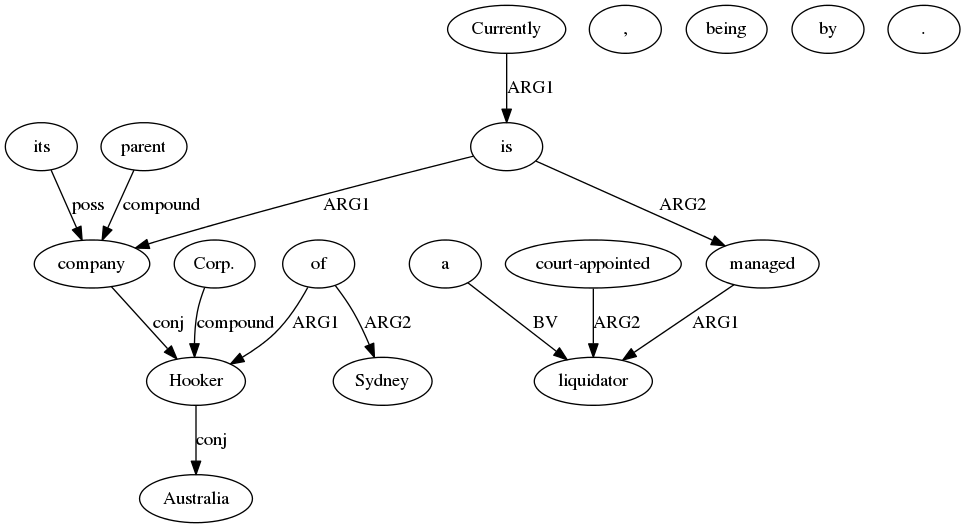 Currently , being by .
ARG1
its parent is
poss compound ARG1 ARG2
company Corp. of a court-appointed managed
conj compound ARG1 ARG2 BV ARG2 ARG1
Hooker Sydney liquidator
conj
Australia